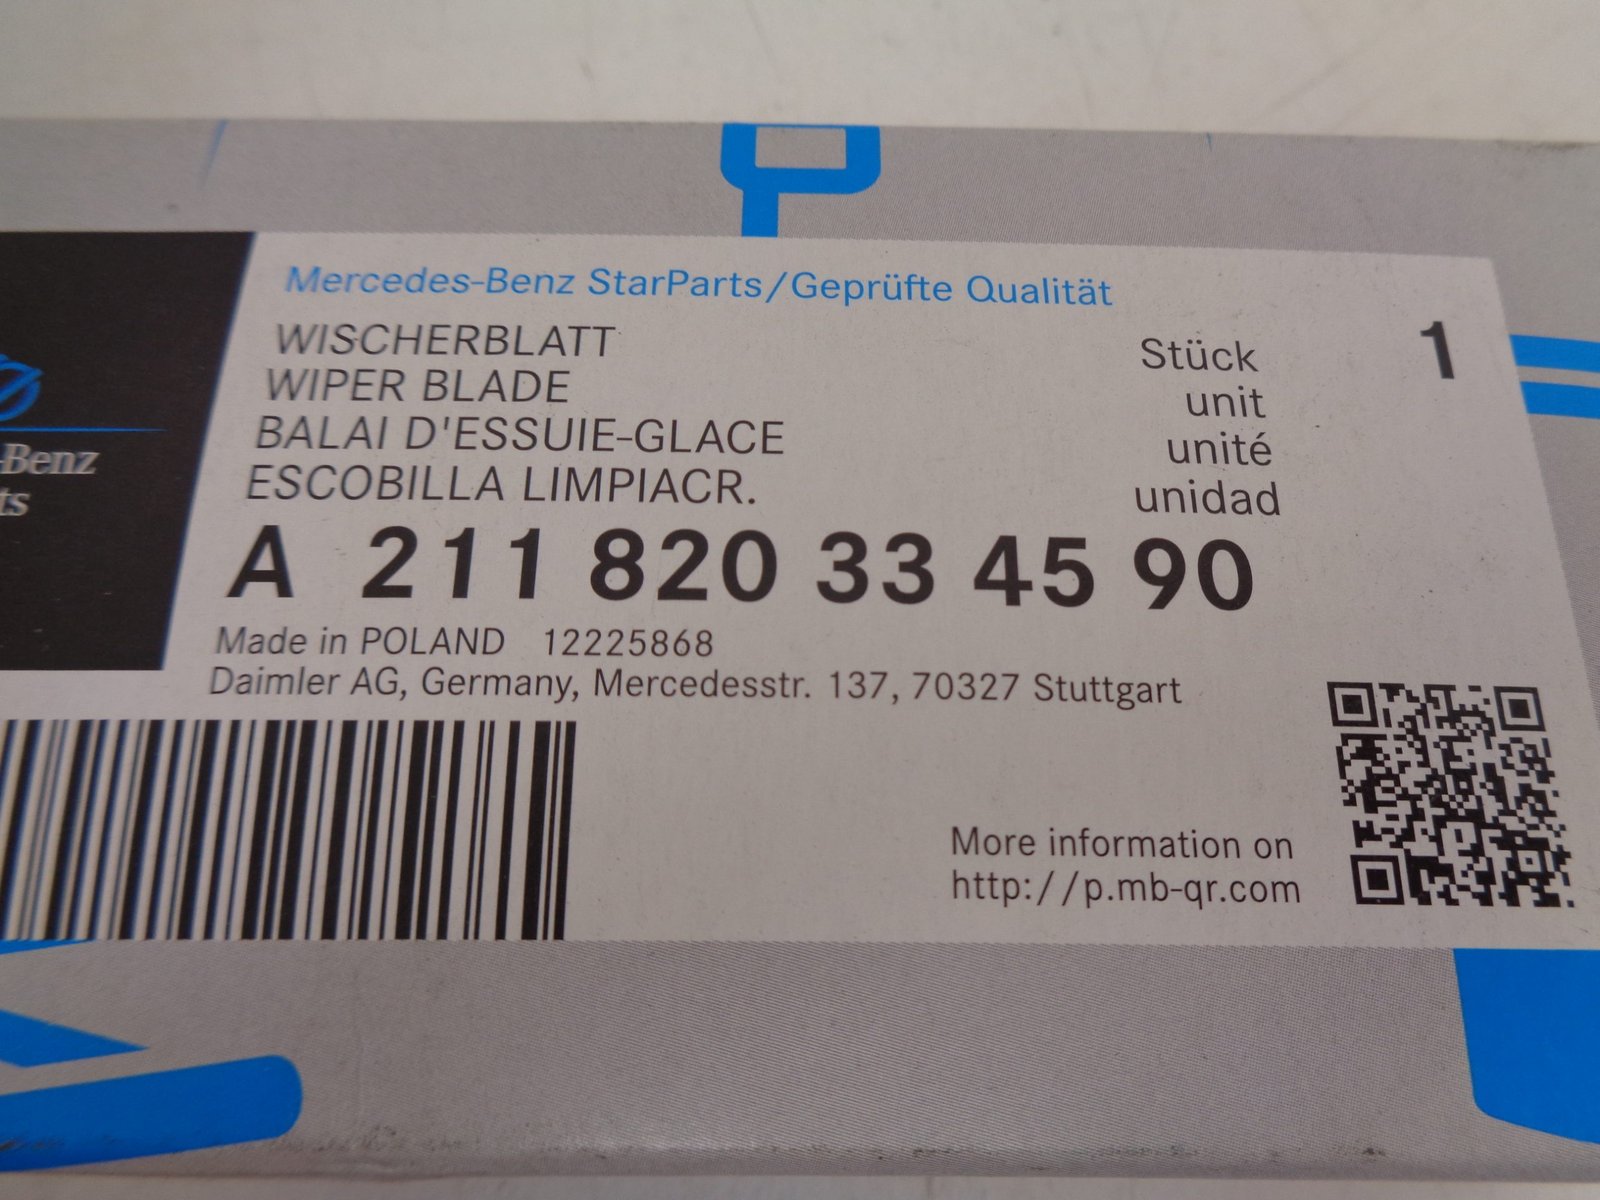 Mercedes-Benz StarParts/Geprüfte Qualität
WISCHERBLATT
WIPER BLADE
BALAI D'ESSUIE-GLACE
ESCOBILLA LIMPIACR.
Stück
unit
unité
unidad
1
-Benz
ts
A 211 820 33 45 90
Made in POLAND 12225868
Daimler AG, Germany, Mercedesstr. 137, 70327 Stuttgart
More information on
http://p.mb-qr.com